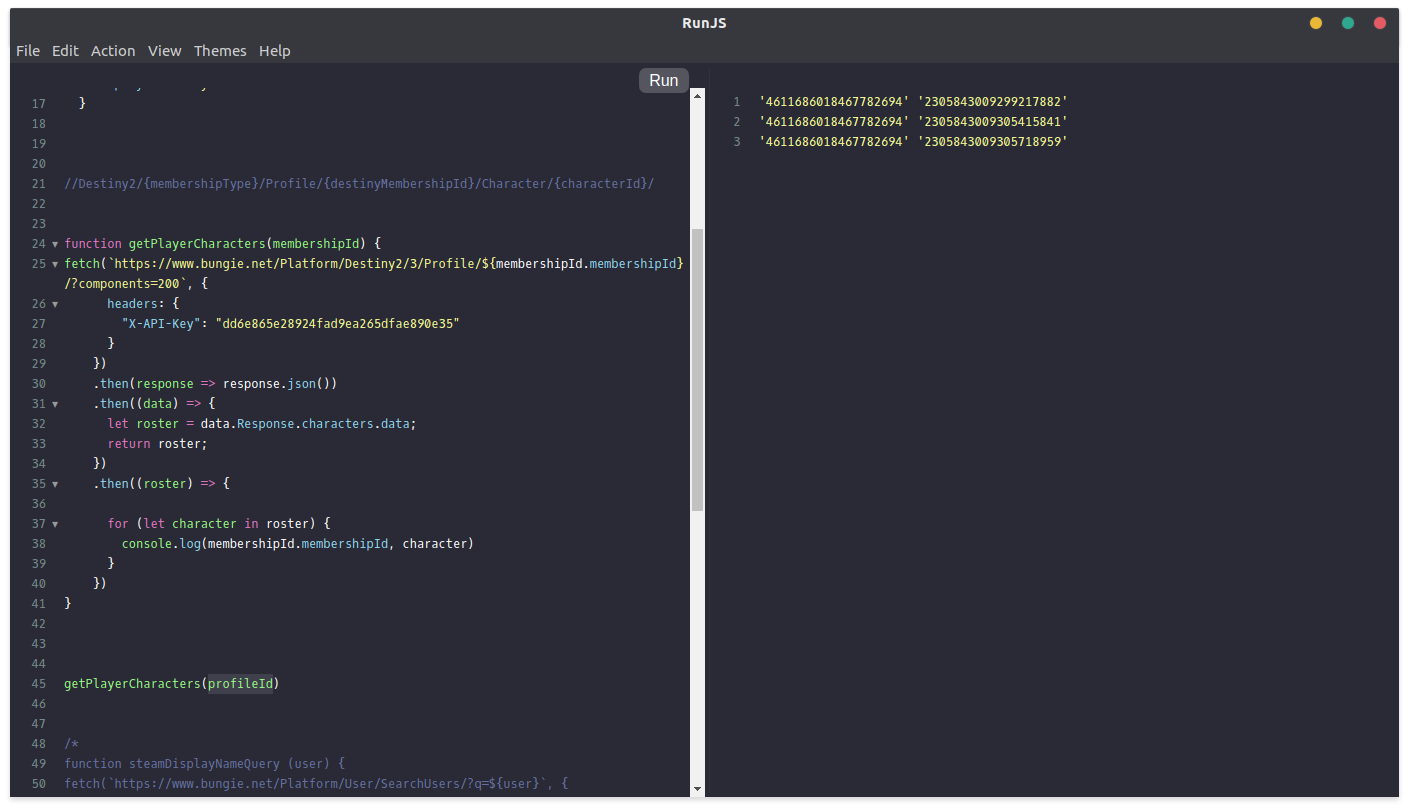 RunJS
File Edit Action View Themes Help
Run
17 }
18
19
20
21 //Destiny2/{membershipType}/Profile/{destinyMembershipId}/Character/{characterId}/
22
23
24 function getPlayerCharacters(membershipId) {
25 fetch(`https://www.bungie.net/Platform/Destiny2/3/Profile/${membershipId.membershipId}
/?components=200`, {
26 headers: {
27 "X-API-Key": "dd6e865e28924fad9ea265dfae890e35"
28 }
29 })
30 .then(response => response.json())
31 .then((data) => {
32 let roster = data.Response.characters.data;
33 return roster;
34 })
35 .then((roster) => {
36
37 for (let character in roster) {
38 console.log(membershipId.membershipId, character)
39 }
40 })
41 }
42
43
44
45 getPlayerCharacters(profileId)
46
47
48 /*
49 function steamDisplayNameQuery (user) {
50 fetch(`https://www.bungie.net/Platform/User/SearchUsers/?q=${user}`, {
1 '4611686018467782694' '2305843009299217882'
2 '4611686018467782694' '2305843009305415841'
3 '4611686018467782694' '2305843009305718959'